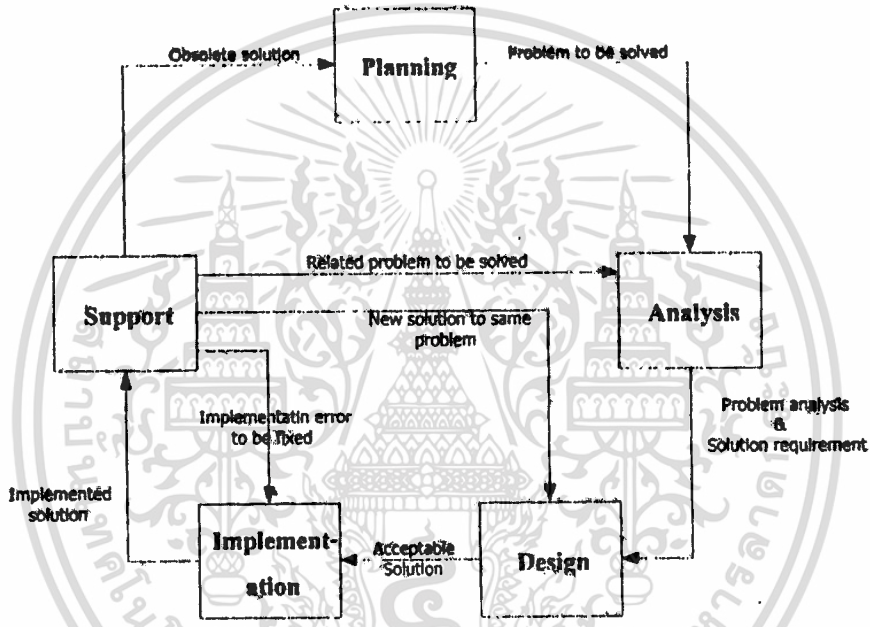 Obsolete solution
Planning
Problem to be solved
Related problem to be solved
Support
New solution to same
problem
Analysis
Implementatin error
to be fixed
Problem analysis
&
Solution requirement
Implemented
solution
Implement-
ation
Acceptable
Solution
Design